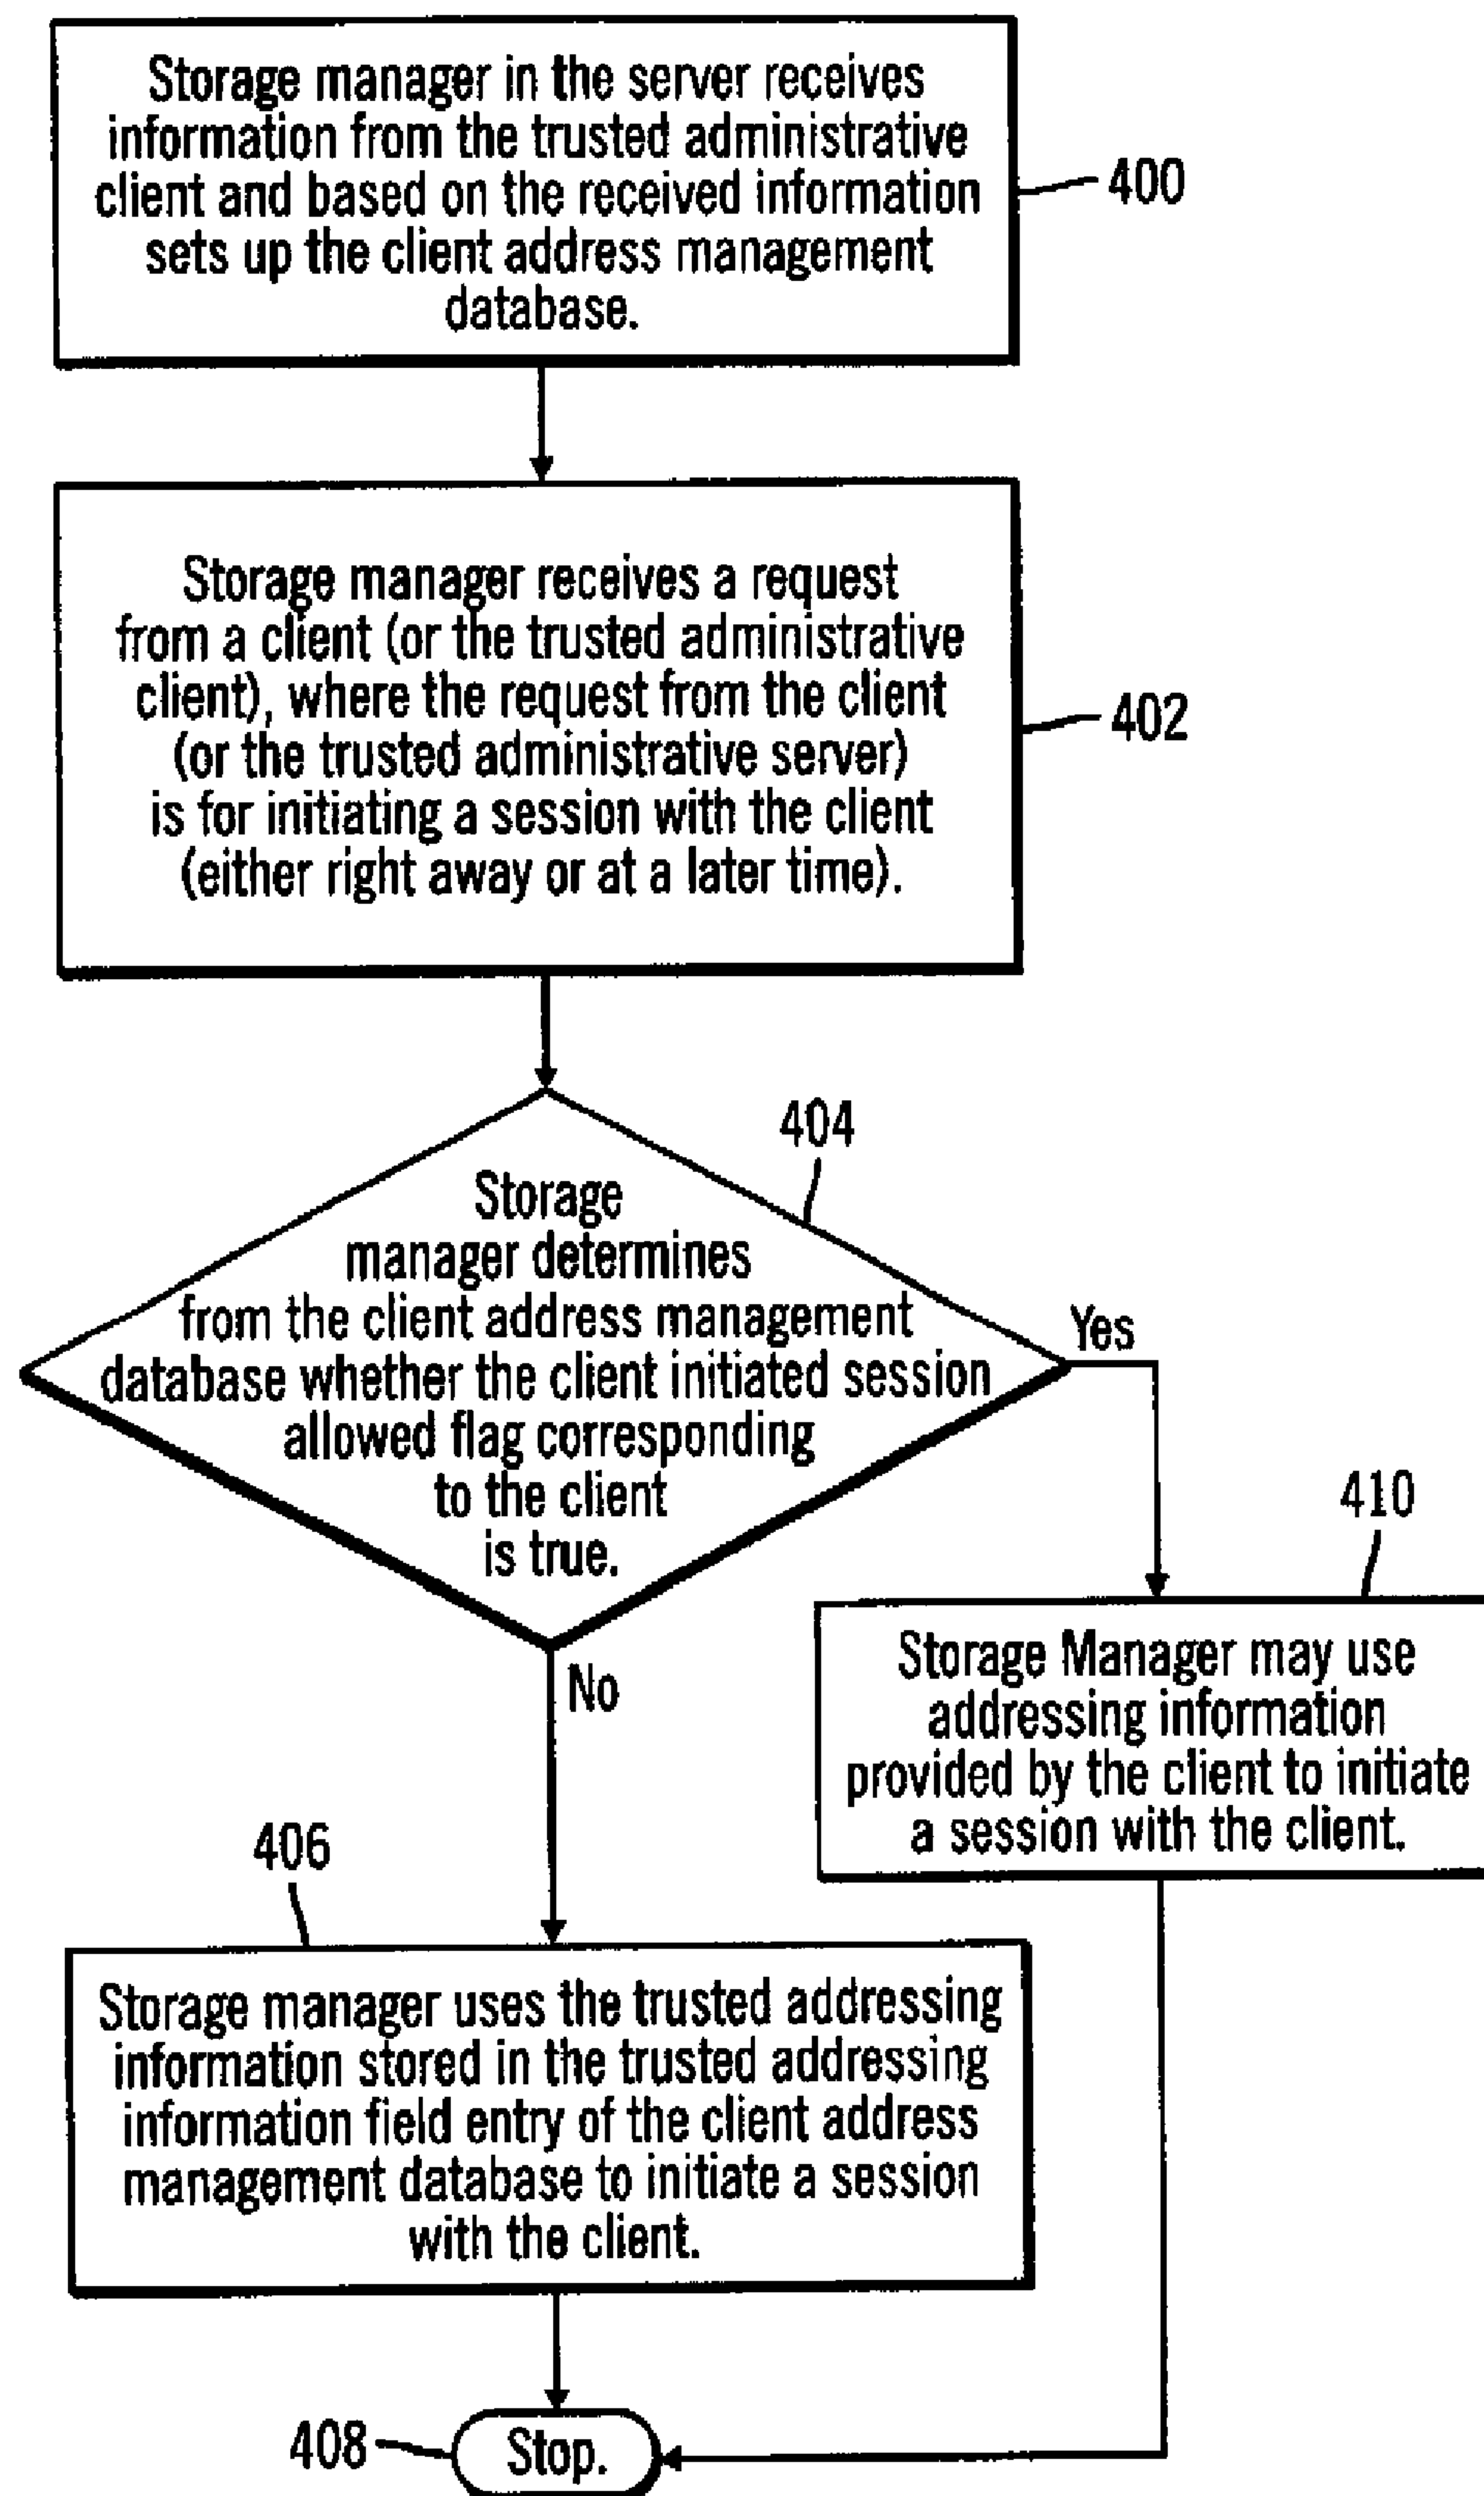 Storage manager in the server receives
information from the trusted administrative
client and based on the received information
sets up the client address management
database.
400
Storage manager receives a request
from a client (or the trusted administrative
client), where the request from the client
(or the trusted administrative server)
is for initiating a session with the client
(either right away or at a later time).
402
404
Storage
manager determines
from the client address management
database whether the client initiated session
allowed flag corresponding
to the client
is true.
Yes
No
410
Storage Manager may use
addressing information
provided by the client to initiate
a session with the client.
406
Storage manager uses the trusted addressing
information stored in the trusted addressing
information field entry of the client address
management database to initiate a session
with the client.
408
Stop.